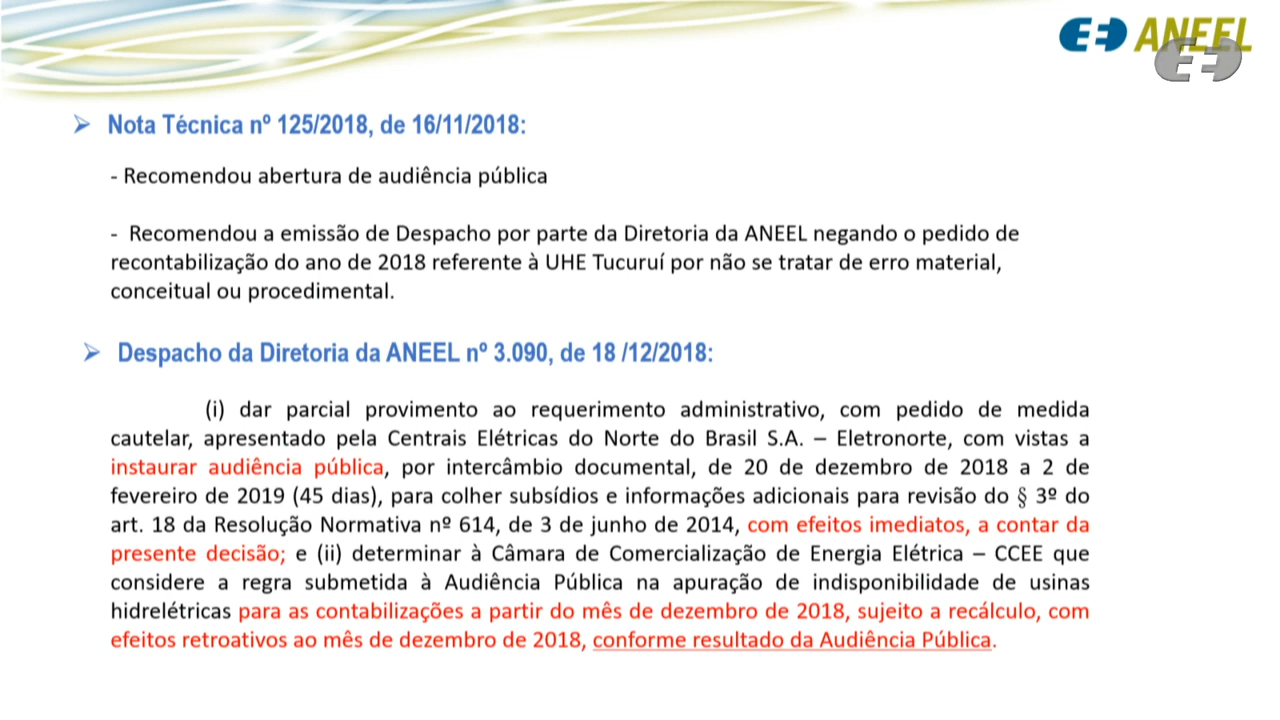 ANEEL
➢ Nota Técnica nº 125/2018, de 16/11/2018:
- Recomendou abertura de audiência pública
- Recomendou a emissão de Despacho por parte da Diretoria da ANEEL negando o pedido de
recontabilização do ano de 2018 referente à UHE Tucuruí por não se tratar de erro material,
conceitual ou procedimental.
➢ Despacho da Diretoria da ANEEL nº 3.090, de 18 /12/2018:
(i) dar parcial provimento ao requerimento administrativo, com pedido de medida
cautelar, apresentado pela Centrais Elétricas do Norte do Brasil S.A. – Eletronorte, com vistas a
instaurar audiência pública, por intercâmbio documental, de 20 de dezembro de 2018 a 2 de
fevereiro de 2019 (45 dias), para colher subsídios e informações adicionais para revisão do § 3º do
art. 18 da Resolução Normativa nº 614, de 3 de junho de 2014, com efeitos imediatos, a contar da
presente decisão; e (ii) determinar à Câmara de Comercialização de Energia Elétrica – CCEE que
considere a regra submetida à Audiência Pública na apuração de indisponibilidade de usinas
hidrelétricas para as contabilizações a partir do mês de dezembro de 2018, sujeito a recálculo, com
efeitos retroativos ao mês de dezembro de 2018, conforme resultado da Audiência Pública.